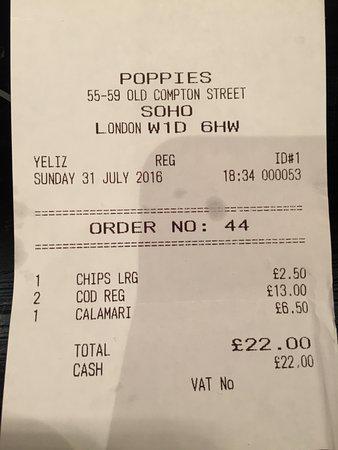 POPPIES
55-59 OLD COMPTON STREET
SOHO
LONDON W1D 6HW
YELIZ REG ID#1
SUNDAY 31 JULY 2016 18:34 000053
ORDER NO: 44
1 CHIPS LRG £2.50
2 COD REG £13.00
1 CALAMARI £6.50
TOTAL £22.00
CASH £22.00
VAT No